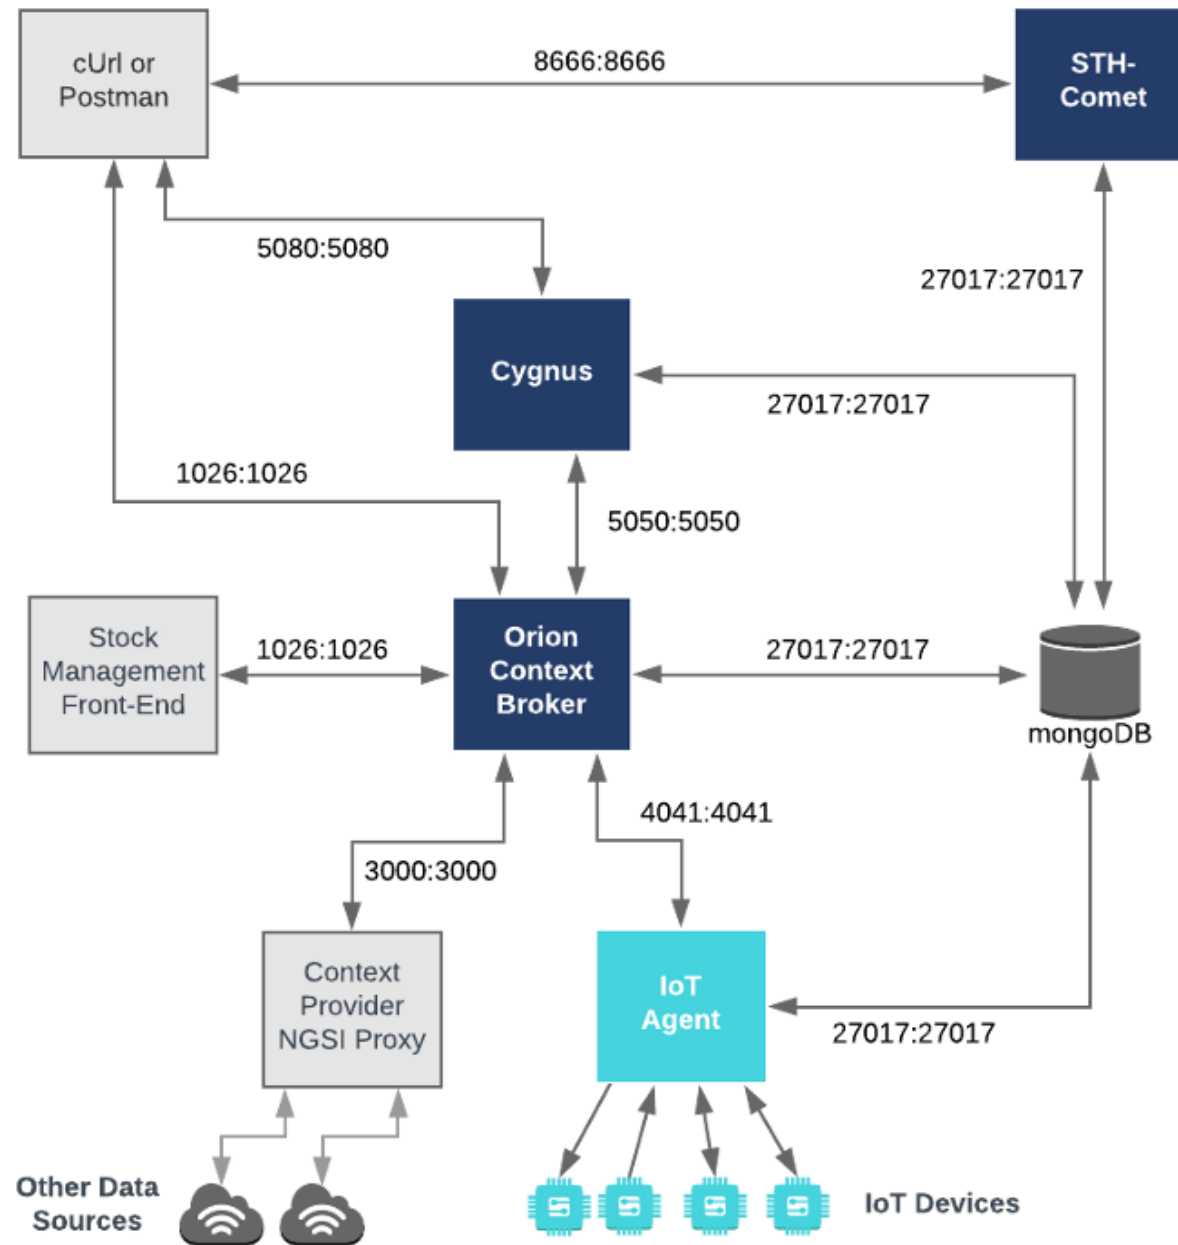 cUrl or
Postman
8666:8666
STH-
Comet
5080:5080
27017:27017
Cygnus
27017:27017
1026:1026
5050:5050
Stock
Management
Front-End
1026:1026
Orion
Context
Broker
27017:27017
mongoDB
4041:4041
3000:3000
Context
Provider
NGSI Proxy
IoT
Agent
27017:27017
Other Data
Sources
IoT Devices